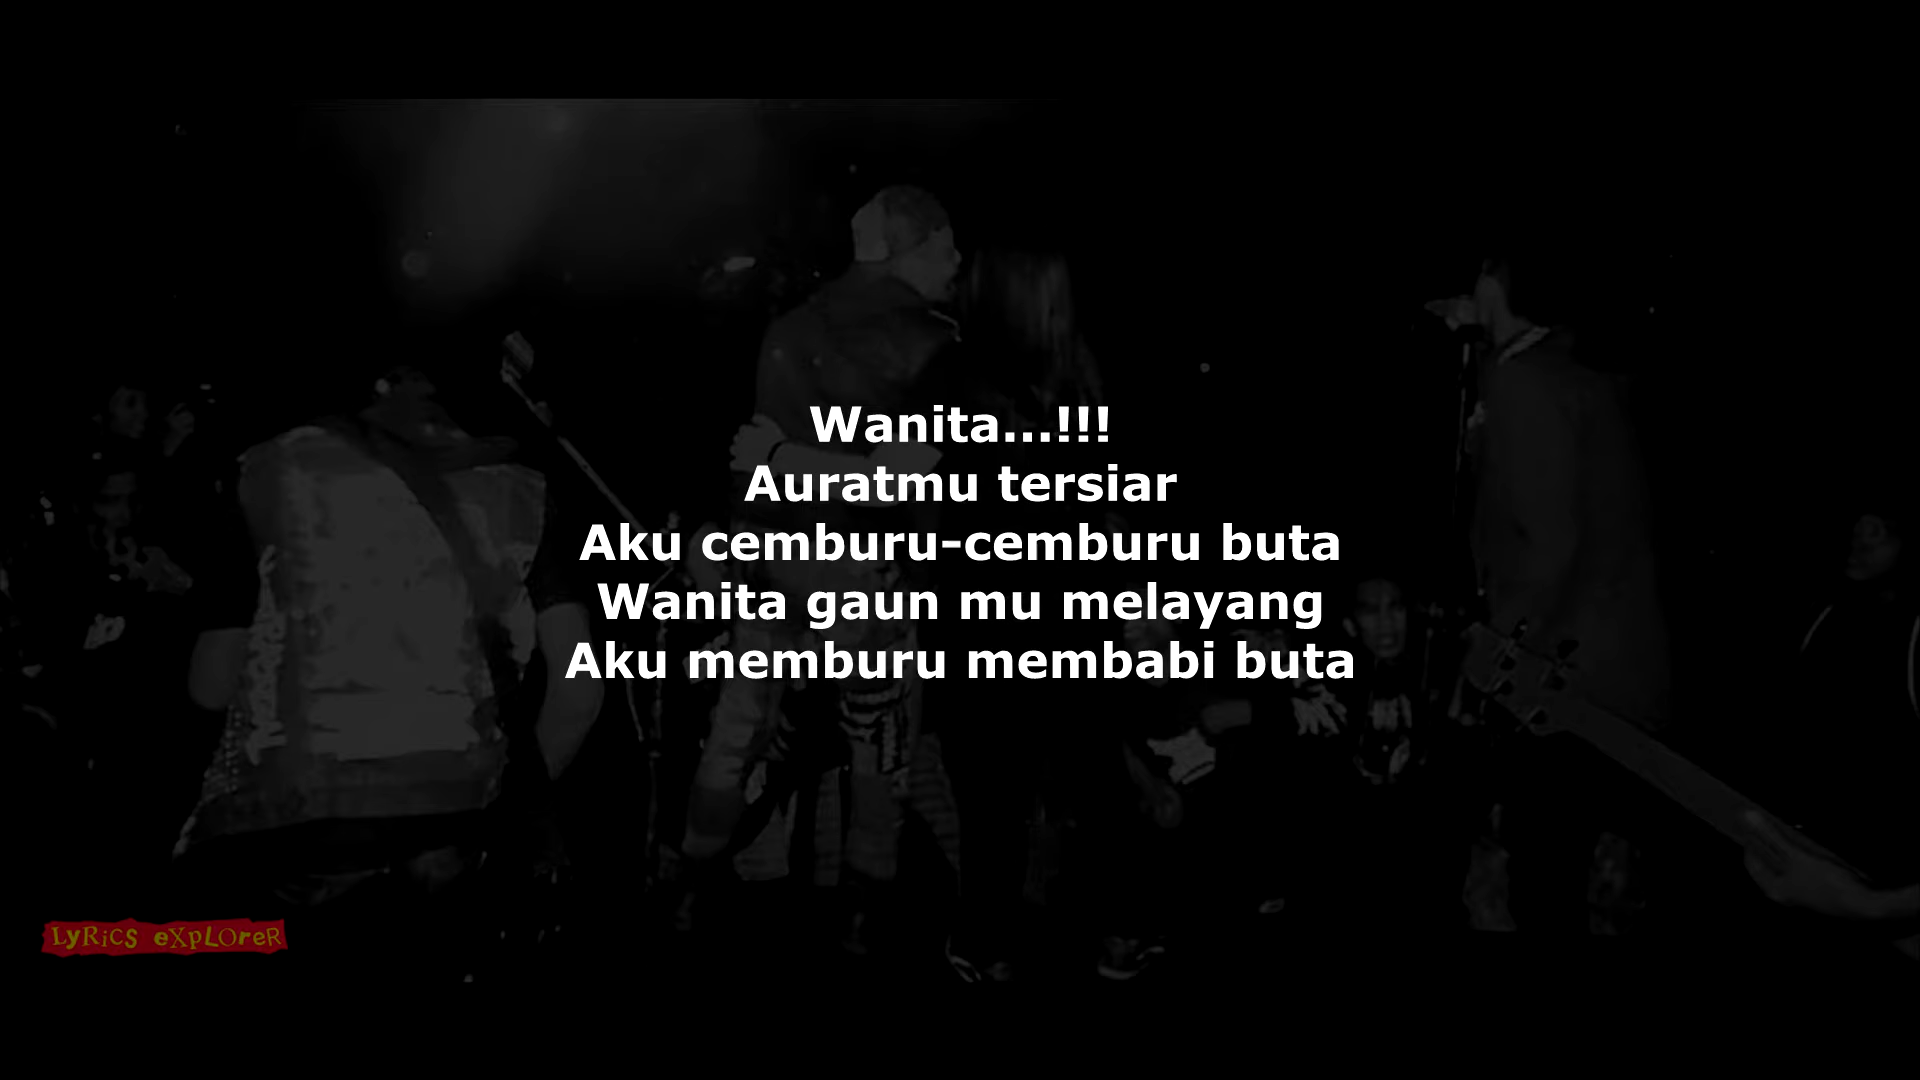 Wanita...!!!
Auratmu tersiar
Aku cemburu-cemburu buta
Wanita gaun mu melayang
Aku memburu membabi buta
LyRiCS eXpLOreR